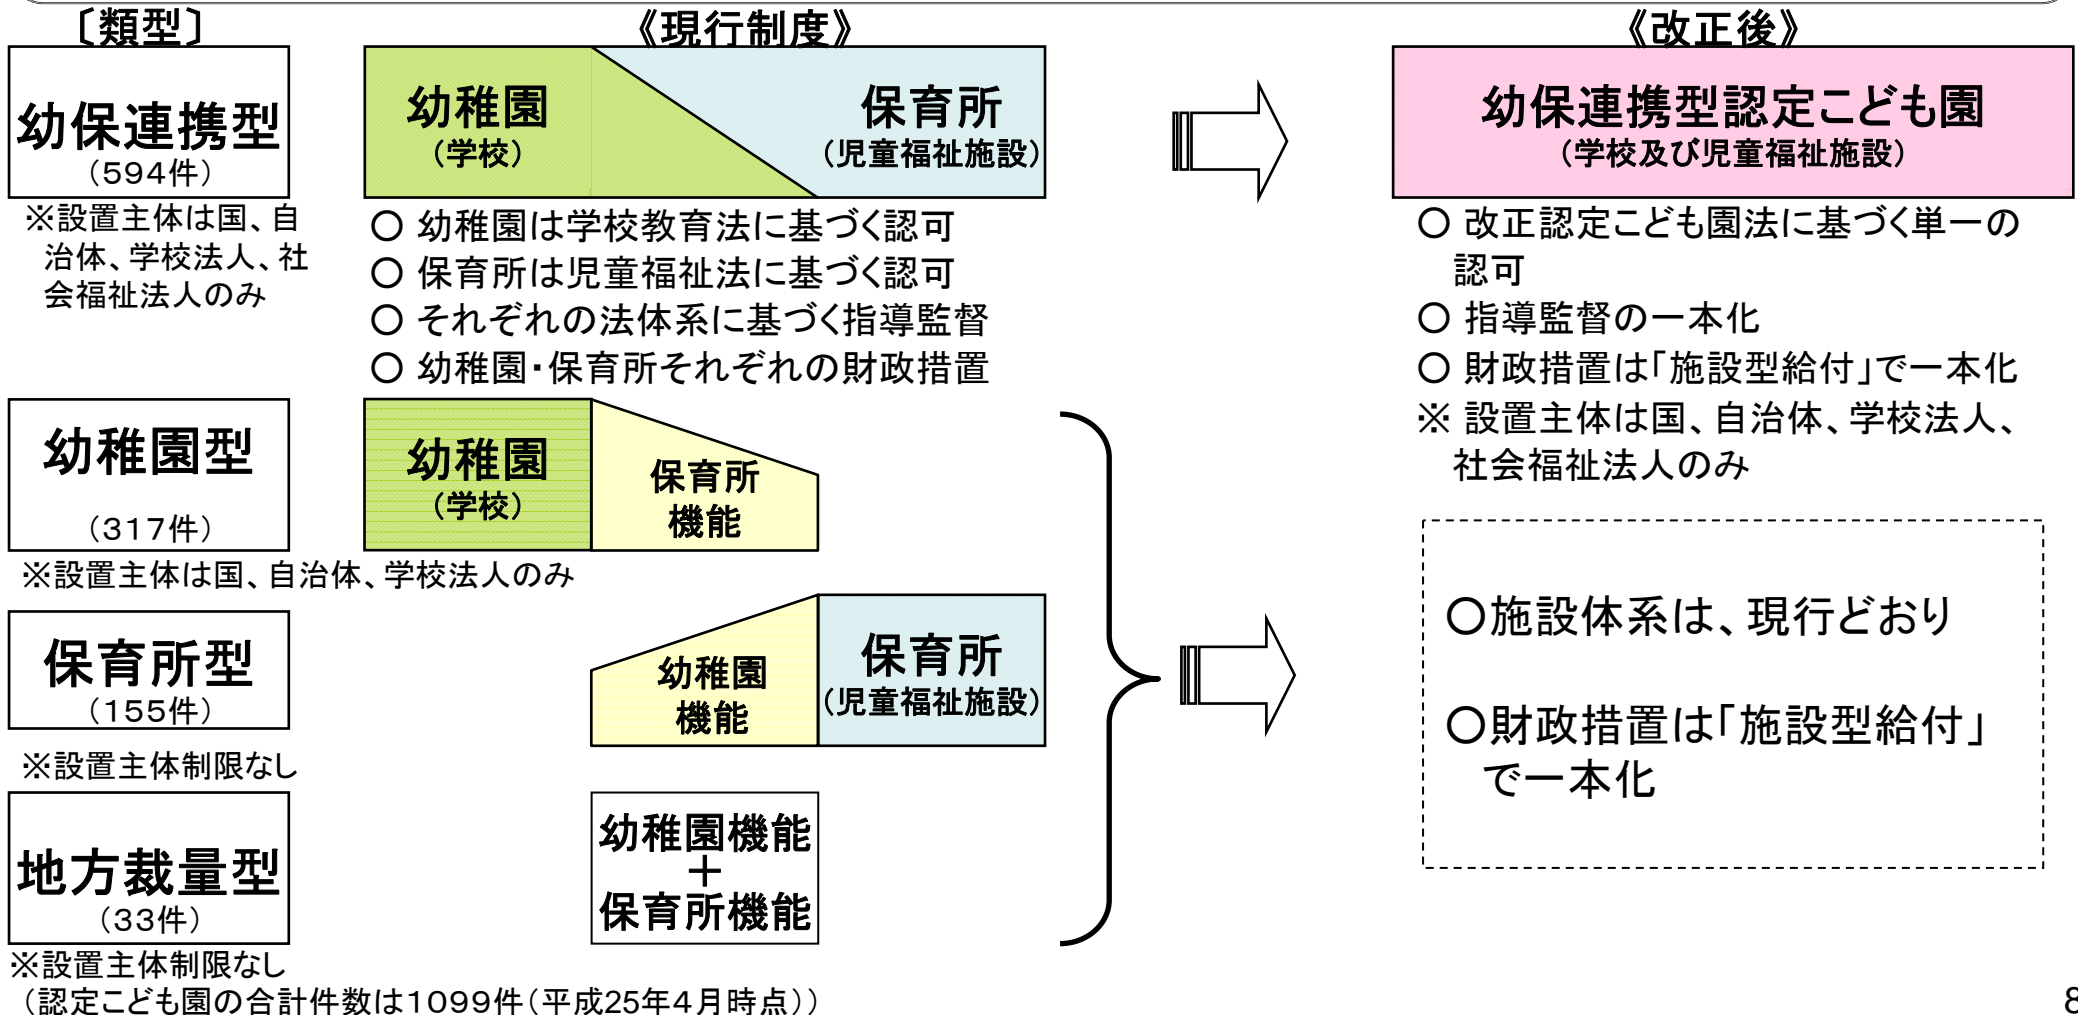 〔類型〕
《現行制度》
《改正後》
幼保連携型
（594件）
※設置主体は国、自
治体、学校法人、社
会福祉法人のみ
幼稚園
（学校）
保育所
（児童福祉施設）
○ 幼稚園は学校教育法に基づく認可
○ 保育所は児童福祉法に基づく認可
○ それぞれの法体系に基づく指導監督
○ 幼稚園・保育所それぞれの財政措置
幼保連携型認定こども園
（学校及び児童福祉施設）
○ 改正認定こども園法に基づく単一の
認可
○ 指導監督の一本化
○ 財政措置は「施設型給付」で一本化
※ 設置主体は国、自治体、学校法人、
社会福祉法人のみ
幼稚園型
（317件）
※設置主体は国、自治体、学校法人のみ
幼稚園
（学校）
保育所
機能
保育所型
（155件）
※設置主体制限なし
幼稚園
機能
保育所
（児童福祉施設）
地方裁量型
（33件）
※設置主体制限なし
幼稚園機能
＋
保育所機能
○施設体系は、現行どおり
○財政措置は「施設型給付」
で一本化
（認定こども園の合計件数は1099件（平成25年4月時点））
8